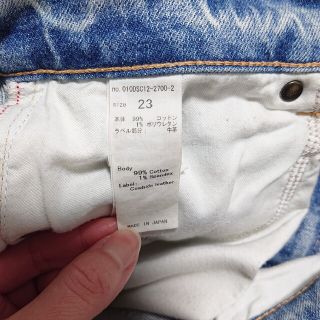 no. 010DSC12-2700-2
SIZE 23
本体 99% コットン
1% ポリウレタン
ラベル部分 牛革
Body
99% Cotton
1% Spandex
Label:
Cowhide leather
MADE IN JAPAN